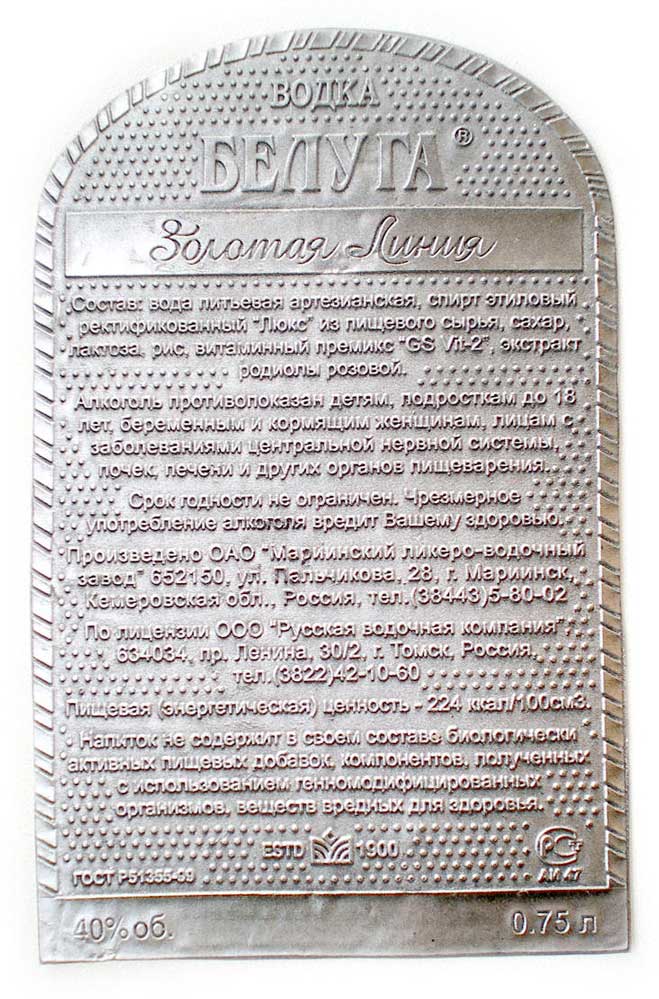 ВОДКА
БЕЛУГА®
Золотая Линия
Состав: вода питьевая артезианская, спирт этиловый
ректификованный "Люкс" из пищевого сырья, сахар,
лактоза, рис, витаминный премикс "GS Vit-2", экстракт
родиолы розовой.
Алкоголь противопоказан детям, подросткам до 18
лет, беременным и кормящим женщинам, лицам с
заболеваниями центральной нервной системы,
почек, печени и других органов пищеварения.
Срок годности не ограничен. Чрезмерное
употребление алкоголя вредит Вашему здоровью.
Произведено ОАО "Мариинский ликеро-водочный
завод" 652150, ул. Пальчикова, 28, г. Мариинск,
Кемеровская обл., Россия, тел.(38443)5-80-02
По лицензии ООО "Русская водочная компания",
634034, пр. Ленина, 30/2, г. Томск, Россия,
тел.(3822)42-10-60
Пищевая (энергетическая) ценность - 224 ккал/100см3.
Напиток не содержит в своем составе биологически
активных пищевых добавок, компонентов, полученных
с использованием генномодифицированных
организмов, веществ вредных для здоровья.
ESTD 1900
ГОСТ Р51355-99
АИ 47
40% об.
0.75 л